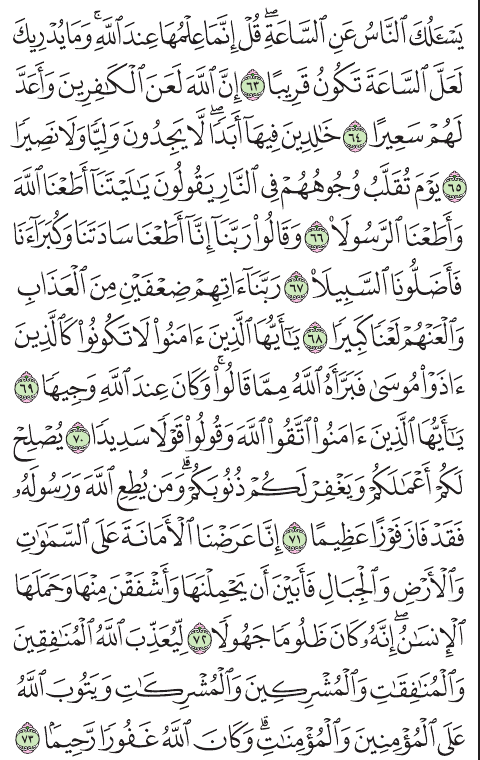 يَسْـَٔلُكَ ٱلنَّاسُ عَنِ ٱلسَّاعَةِۖ قُلْ إِنَّمَا عِلْمُهَا عِندَ ٱللَّهِۚ وَمَا يُدْرِيكَ
لَعَلَّ ٱلسَّاعَةَ تَكُونُ قَرِيبًا ٦٣ إِنَّ ٱللَّهَ لَعَنَ ٱلْكَٰفِرِينَ وَأَعَدَّ
لَهُمْ سَعِيرًا ٦٤ خَٰلِدِينَ فِيهَآ أَبَدًاۖ لَّا يَجِدُونَ وَلِيًّا وَلَا نَصِيرًا
٦٥ يَوْمَ تُقَلَّبُ وُجُوهُهُمْ فِى ٱلنَّارِ يَقُولُونَ يَٰلَيْتَنَآ أَطَعْنَا ٱللَّهَ
وَأَطَعْنَا ٱلرَّسُولَا۠ ٦٦ وَقَالُوا۟ رَبَّنَآ إِنَّآ أَطَعْنَا سَادَتَنَا وَكُبَرَآءَنَا
فَأَضَلُّونَا ٱلسَّبِيلَا۠ ٦٧ رَبَّنَآ ءَاتِهِمْ ضِعْفَيْنِ مِنَ ٱلْعَذَابِ
وَٱلْعَنْهُمْ لَعْنًا كَبِيرًا ٦٨ يَٰٓأَيُّهَا ٱلَّذِينَ ءَامَنُوا۟ لَا تَكُونُوا۟ كَٱلَّذِينَ
ءَاذَوْا۟ مُوسَىٰ فَبَرَّأَهُ ٱللَّهُ مِمَّا قَالُوا۟ۚ وَكَانَ عِندَ ٱللَّهِ وَجِيهًا ٦٩
يَٰٓأَيُّهَا ٱلَّذِينَ ءَامَنُوا۟ ٱتَّقُوا۟ ٱللَّهَ وَقُولُوا۟ قَوْلًا سَدِيدًا ٧٠ يُصْلِحْ
لَكُمْ أَعْمَٰلَكُمْ وَيَغْفِرْ لَكُمْ ذُنُوبَكُمْۗ وَمَن يُطِعِ ٱللَّهَ وَرَسُولَهُۥ
فَقَدْ فَازَ فَوْزًا عَظِيمًا ٧١ إِنَّا عَرَضْنَا ٱلْأَمَانَةَ عَلَى ٱلسَّمَٰوَٰتِ
وَٱلْأَرْضِ وَٱلْجِبَالِ فَأَبَيْنَ أَن يَحْمِلْنَهَا وَأَشْفَقْنَ مِنْهَا وَحَمَلَهَا
ٱلْإِنسَٰنُۖ إِنَّهُۥ كَانَ ظَلُومًا جَهُولًا ٧٢ لِّيُعَذِّبَ ٱللَّهُ ٱلْمُنَٰفِقِينَ
وَٱلْمُنَٰفِقَٰتِ وَٱلْمُشْرِكِينَ وَٱلْمُشْرِكَٰتِ وَيَتُوبَ ٱللَّهُ
عَلَى ٱلْمُؤْمِنِينَ وَٱلْمُؤْمِنَٰتِۗ وَكَانَ ٱللَّهُ غَفُورًا رَّحِيمًۢا ٧٣